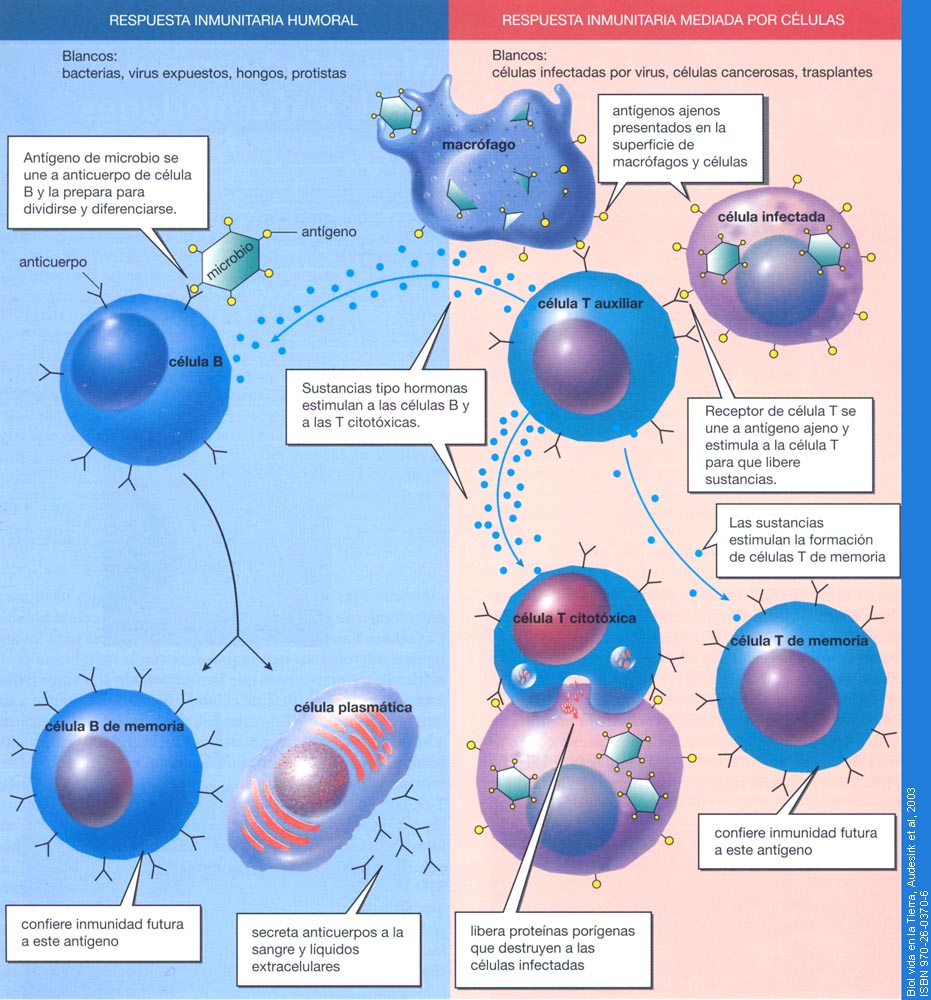 RESPUESTA INMUNITARIA HUMORAL
RESPUESTA INMUNITARIA MEDIADA POR CÉLULAS
Blancos:
bacterias, virus expuestos, hongos, protistas
Blancos:
células infectadas por virus, células cancerosas, trasplantes
macrófago
antígenos ajenos
presentados en la
superficie de
macrófagos y células
Antígeno de microbio se
une a anticuerpo de célula
B y la prepara para
dividirse y diferenciarse.
célula infectada
antígeno
microbio
anticuerpo
célula T auxiliar
célula B
Sustancias tipo hormonas
estimulan a las células B y
a las T citotóxicas.
Receptor de célula T se
une a antígeno ajeno y
estimula a la célula T
para que libere
sustancias.
Las sustancias
estimulan la formación
de células T de memoria
célula T citotóxica
célula T de memoria
célula plasmática
célula B de memoria
confiere inmunidad futura
a este antígeno
confiere inmunidad futura
a este antígeno
secreta anticuerpos a la
sangre y líquidos
extracelulares
libera proteínas porígenas
que destruyen a las
células infectadas
Biol vida en la Tierra, Audesirk et al, 2003
ISBN 970-26-0370-6